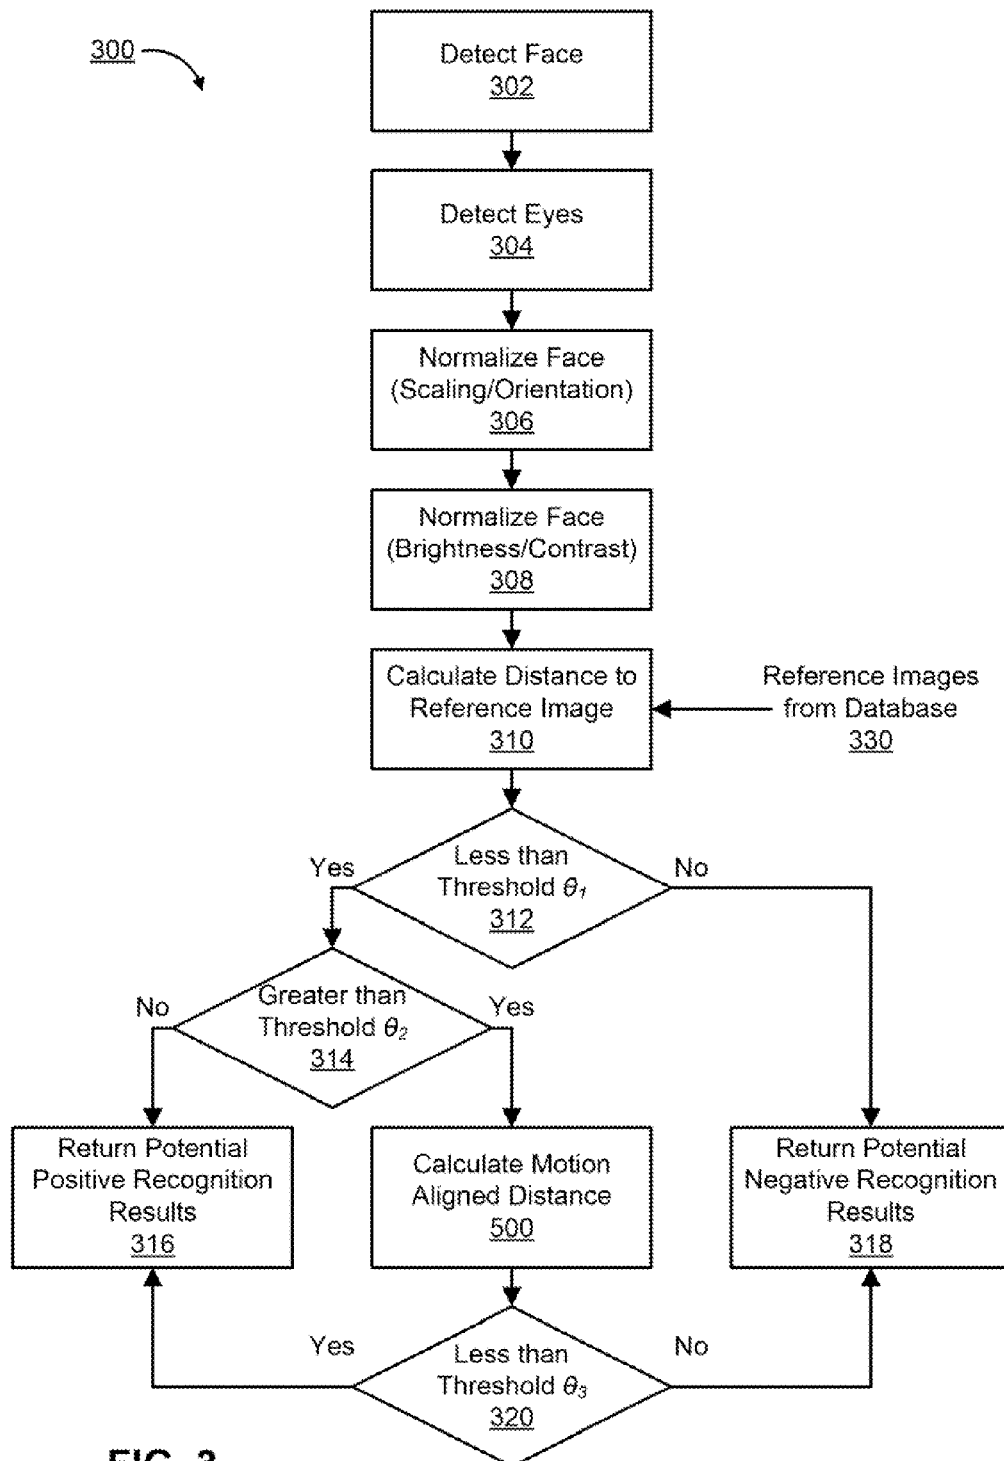 300
Detect Face
302
Detect Eyes
304
Normalize Face
(Scaling/Orientation)
306
Normalize Face
(Brightness/Contrast)
308
Calculate Distance to
Reference Image
310
Reference Images
from Database
330
Less than
Threshold θ1
312
Yes
No
Greater than
Threshold θ2
314
No
Yes
Return Potential
Positive Recognition
Results
316
Calculate Motion
Aligned Distance
500
Return Potential
Negative Recognition
Results
318
Less than
Threshold θ3
320
Yes
No
FIG. 3